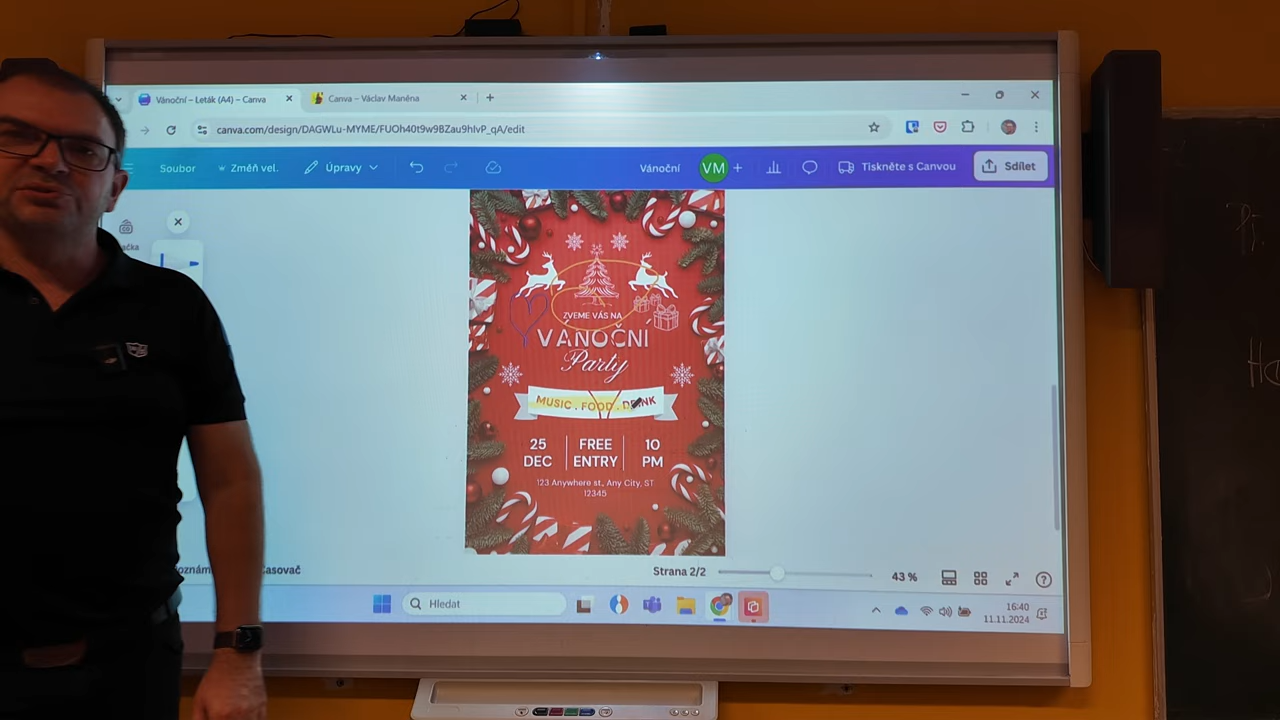 Vánoční – Leták (A4) – Canva
Canva – Václav Maněna
canva.com/design/DAGWLu-MYME/FUOh40t9w9BZau9hIvP_qA/edit
Soubor
Změň vel.
Úpravy
Vánoční
VM
Tiskněte s Canvou
Sdílet
ZVEME VÁS NA
VÁNOČNÍ
Party
MUSIC . FOOD . DRINK
25 DEC
FREE ENTRY
10 PM
123 Anywhere st., Any City, ST
12345
Strana 2/2
43 %
Hledat
16:40
11.11.2024